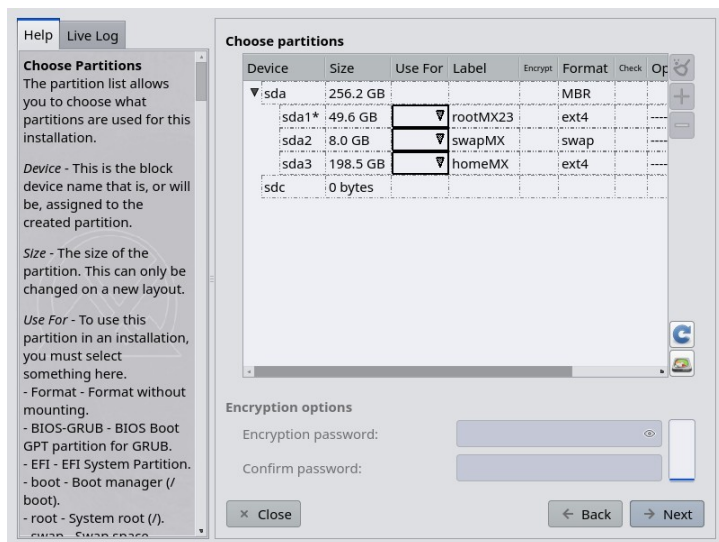 Help
Live Log
Choose Partitions
The partition list allows
you to choose what
partitions are used for this
installation.
Device - This is the block
device name that is, or will
be, assigned to the
created partition.
Size - The size of the
partition. This can only be
changed on a new layout.
Use For - To use this
partition in an installation,
you must select
something here.
- Format - Format without
mounting.
- BIOS-GRUB - BIOS Boot
GPT partition for GRUB.
- EFI - EFI System Partition.
- boot - Boot manager (/
boot).
- root - System root (/).
- swap - Swap space.
Choose partitions
Device Size Use For Label Encrypt Format Check Op
sda 256.2 GB MBR
sda1* 49.6 GB rootMX23 ext4 ----
sda2 8.0 GB swapMX swap ----
sda3 198.5 GB homeMX ext4 ----
sdc 0 bytes
Encryption options
Encryption password:
Confirm password:
Close
Back
Next